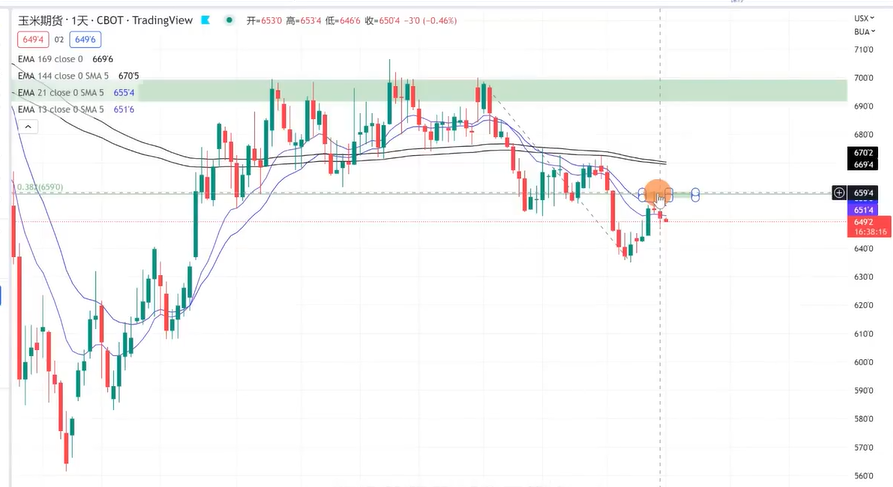 玉米期货 · 1天 · CBOT · TradingView 开=653'0 高=653'4 低=646'6 收=650'4 −3'0 (−0.46%)
649'4 0'2 649'6
EMA 169 close 0 669'6
EMA 144 close 0 SMA 5 670'5
EMA 21 close 0 SMA 5 655'4
EMA 13 close 0 SMA 5 651'6
0.382(659'0)
USX
BUA
710'0
700'0
690'0
680'0
670'2
669'4
659'4
651'4
649'2
16:38:16
640'0
630'0
620'0
610'0
600'0
590'0
580'0
570'0
560'0